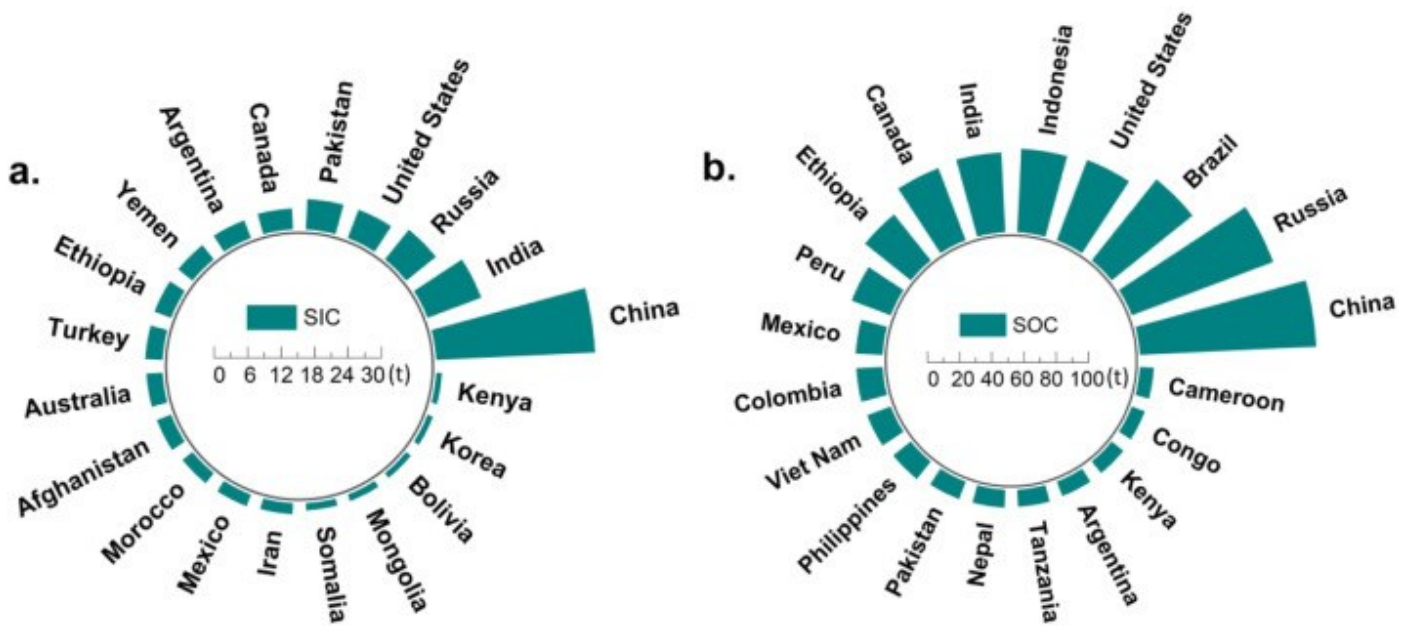 a.
Argentina
Canada
Pakistan
United States
Russia
India
China
Kenya
Korea
Bolivia
Mongolia
Somalia
Iran
Mexico
Morocco
Afghanistan
Australia
Turkey
Ethiopia
Yemen
SIC
0 6 12 18 24 30(t)
b.
Canada
India
Indonesia
United States
Brazil
Russia
China
Cameroon
Congo
Kenya
Argentina
Tanzania
Nepal
Pakistan
Philippines
Viet Nam
Colombia
Mexico
Peru
Ethiopia
SOC
0 20 40 60 80 100(t)